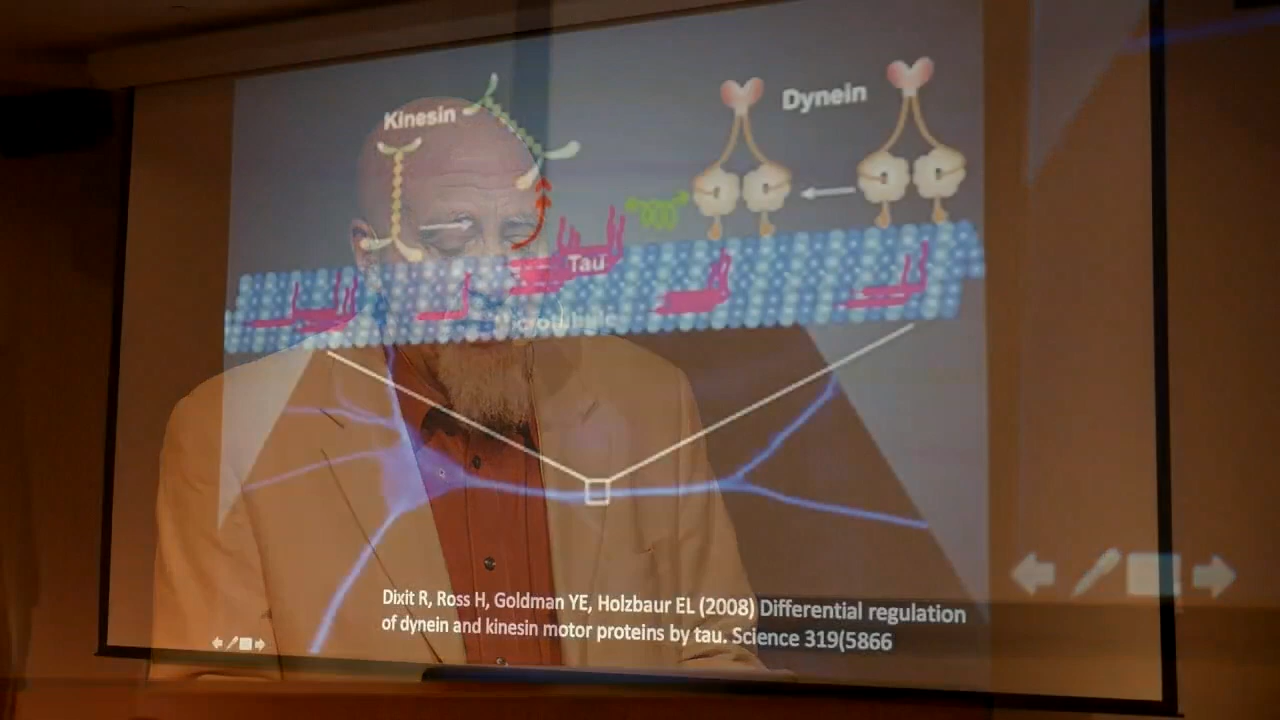 Kinesin
Dynein
Tau
Microtubule
Dixit R, Ross H, Goldman YE, Holzbaur EL (2008) Differential regulation
of dynein and kinesin motor proteins by tau. Science 319(5866